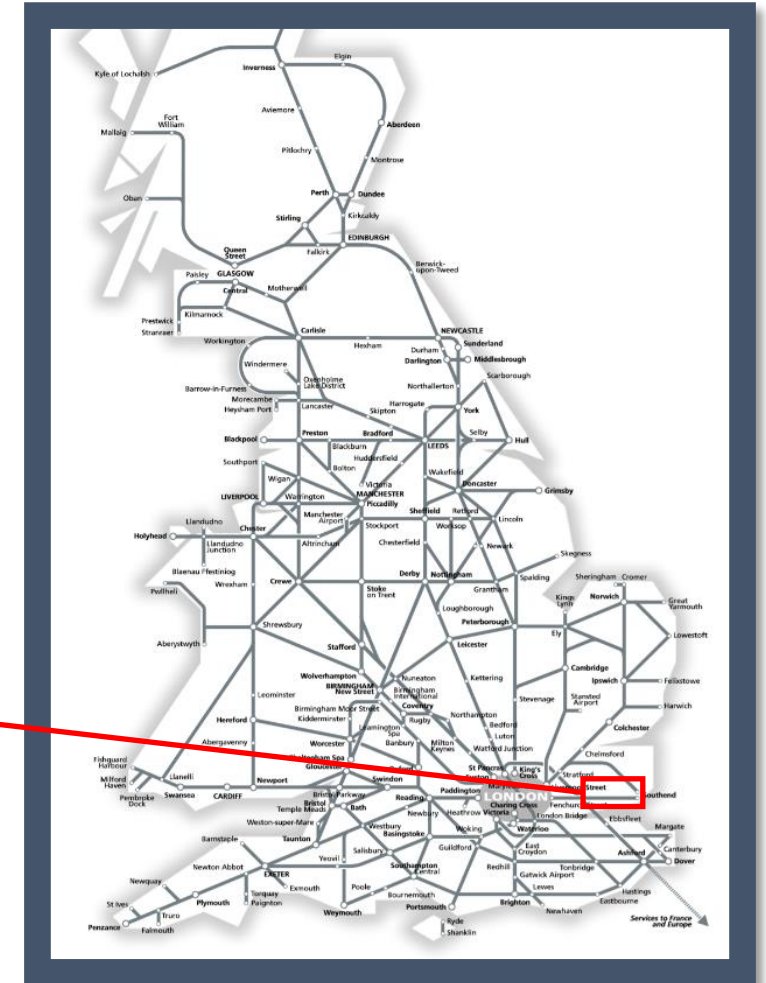 Elgin
Inverness
Kyle of Lochalsh
Aviemore
Fort
William
Aberdeen
Mallaig
Pitlochry
Montrose
Perth
Dundee
Oban
Stirling
Kirkcaldy
EDINBURGH
Queen
Street
Falkirk
Berwick-
upon-Tweed
Paisley
GLASGOW
Central
Motherwell
Kilmarnock
Prestwick
Stranraer
Carlisle
NEWCASTLE
Workington
Hexham
Durham
Sunderland
Darlington
Middlesbrough
Windermere
Scarborough
Oxenholme
Lake District
Barrow-in-Furness
Northallerton
Morecambe
Heysham Port
Lancaster
Harrogate
York
Skipton
Blackpool
Preston
Bradford
LEEDS
Selby
Hull
Blackburn
Huddersfield
Southport
Bolton
Wakefield
Wigan
Victoria
Doncaster
LIVERPOOL
Warrington
MANCHESTER
Piccadilly
Grimsby
Manchester
Airport
Stockport
Sheffield
Retford
Worksop
Lincoln
Llandudno
Chester
Holyhead
Llandudno
Junction
Altrincham
Chesterfield
Newark
Skegness
Blaenau Ffestiniog
Wrexham
Crewe
Stoke
on Trent
Derby
Nottingham
Grantham
Spalding
Sheringham
Cromer
Pwllheli
Kings
Lynn
Norwich
Great
Yarmouth
Loughborough
Peterborough
Aberystwyth
Shrewsbury
Ely
Lowestoft
Stafford
Leicester
Wolverhampton
Nuneaton
Kettering
Cambridge
BIRMINGHAM
New Street
Birmingham
International
Ipswich
Felixstowe
Leominster
Birmingham Moor Street
Coventry
Stevenage
Stansted
Airport
Harwich
Kidderminster
Rugby
Northampton
Hereford
Leamington
Spa
Bedford
Colchester
Abergavenny
Worcester
Banbury
Milton
Keynes
Luton
Watford Junction
Chelmsford
Fishguard
Harbour
Cheltenham Spa
Gloucester
St Pancras
King's
Cross
Stratford
Milford
Haven
Llanelli
Newport
Swindon
Euston
Street
Pembroke
Dock
Swansea
CARDIFF
Bristol Parkway
Reading
Paddington
LONDON
Southend
Bristol
Temple Meads
Bath
Charing Cross
Fenchurch
Newbury
Heathrow
Victoria
London Bridge
Ebbsfleet
Weston-super-Mare
Westbury
Basingstoke
Woking
Waterloo
Margate
Barnstaple
Taunton
Guildford
East
Croydon
Canterbury
Yeovil
Salisbury
Tonbridge
Ashford
Dover
Newton Abbot
Southampton
Central
Redhill
Gatwick Airport
Newquay
EXETER
Exmouth
Poole
Lewes
Hastings
St Ives
Plymouth
Torquay
Paignton
Bournemouth
Eastbourne
Truro
Weymouth
Portsmouth
Brighton
Newhaven
Penzance
Falmouth
Ryde
Shanklin
Services to France
and Europe